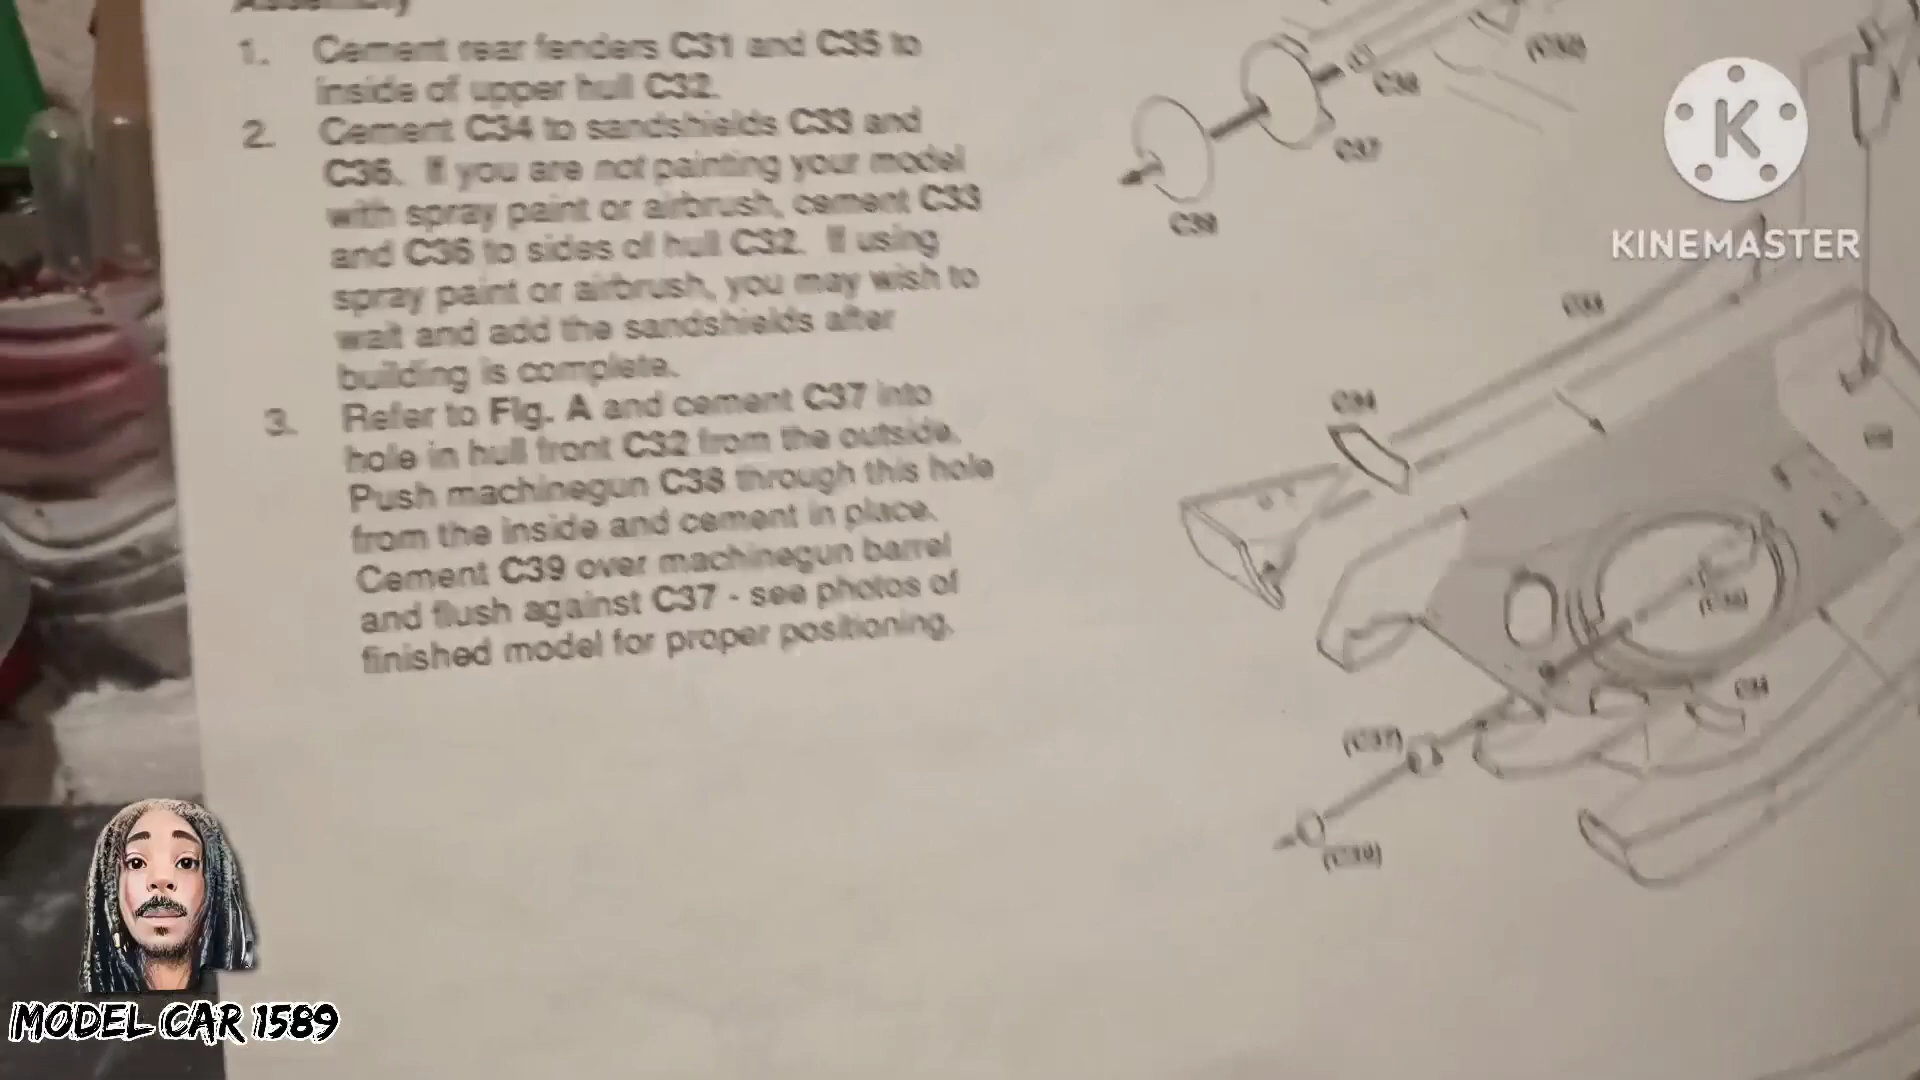 Assembly
1. Cement rear fenders C31 and C35 to
inside of upper hull C32.
2. Cement C34 to sandshields C33 and
C36. If you are not painting your model
with spray paint or airbrush, cement C33
and C36 to sides of hull C32. If using
spray paint or airbrush, you may wish to
wait and add the sandshields after
building is complete.
3. Refer to Fig. A and cement C37 into
hole in hull front C32 from the outside.
Push machinegun C38 through this hole
from the inside and cement in place.
Cement C39 over machinegun barrel
and flush against C37 - see photos of
finished model for proper positioning.
C38
C37
C39
C34
C34
(C37)
(C39)
K
KINEMASTER
MODEL CAR 1589